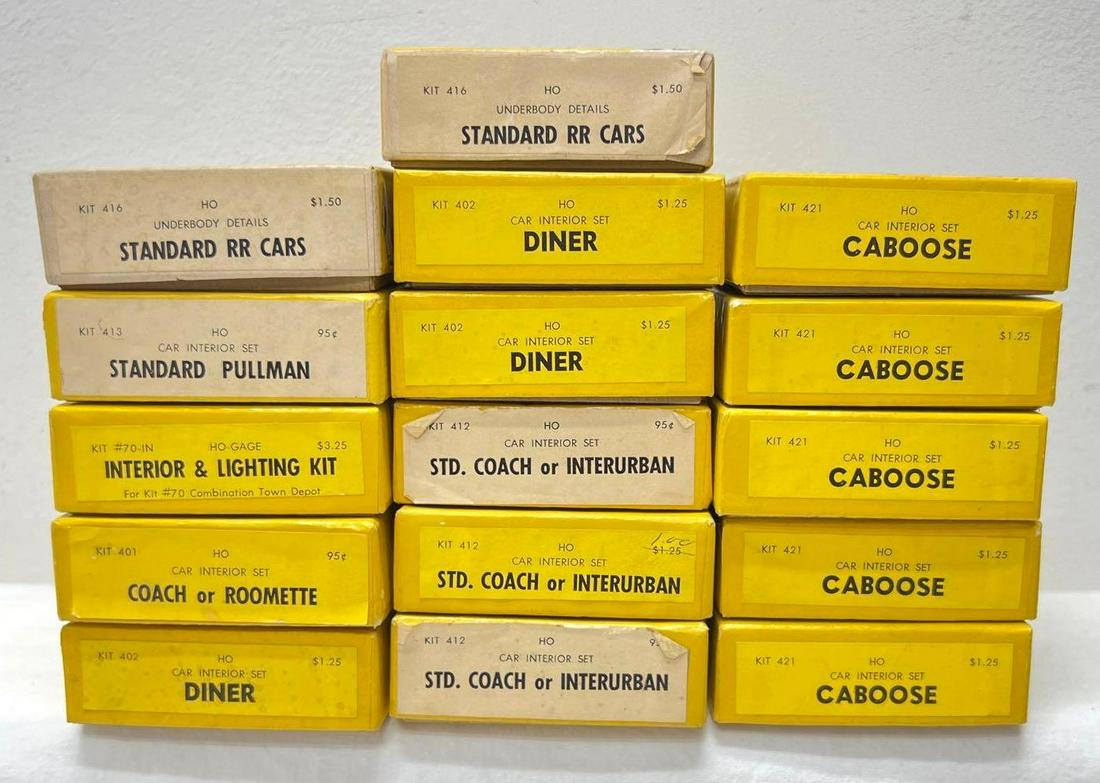 KIT 416 HO $1.50
UNDERBODY DETAILS
STANDARD RR CARS
KIT 416 HO $1.50
UNDERBODY DETAILS
STANDARD RR CARS
KIT 413 HO 95¢
CAR INTERIOR SET
STANDARD PULLMAN
KIT #70-IN HO-GAGE $3.25
INTERIOR & LIGHTING KIT
For Kit #70 Combination Town Depot
KIT 401 HO 95¢
CAR INTERIOR SET
COACH or ROOMETTE
KIT 402 HO $1.25
CAR INTERIOR SET
DINER
KIT 402 HO $1.25
CAR INTERIOR SET
DINER
KIT 402 HO $1.25
CAR INTERIOR SET
DINER
KIT 412 HO 95¢
CAR INTERIOR SET
STD. COACH or INTERURBAN
1.00
KIT 412 HO $1.25
CAR INTERIOR SET
STD. COACH or INTERURBAN
KIT 412 HO
CAR INTERIOR SET
STD. COACH or INTERURBAN
KIT 421 HO $1.25
CAR INTERIOR SET
CABOOSE
KIT 421 HO $1.25
CAR INTERIOR SET
CABOOSE
KIT 421 HO $1.25
CAR INTERIOR SET
CABOOSE
KIT 421 HO $1.25
CAR INTERIOR SET
CABOOSE
KIT 421 HO $1.25
CAR INTERIOR SET
CABOOSE